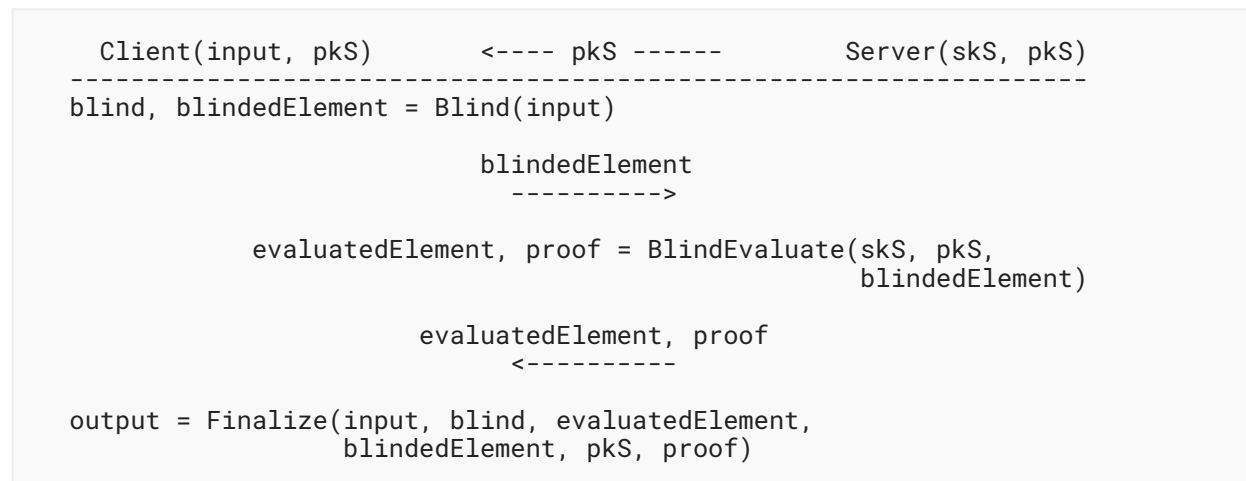 Client(input, pkS)       <---- pkS ------        Server(skS, pkS)
-------------------------------------------------------------------
blind, blindedElement = Blind(input)
blindedElement
---------->
evaluatedElement, proof = BlindEvaluate(skS, pkS,
blindedElement)
evaluatedElement, proof
<----------
output = Finalize(input, blind, evaluatedElement,
blindedElement, pkS, proof)